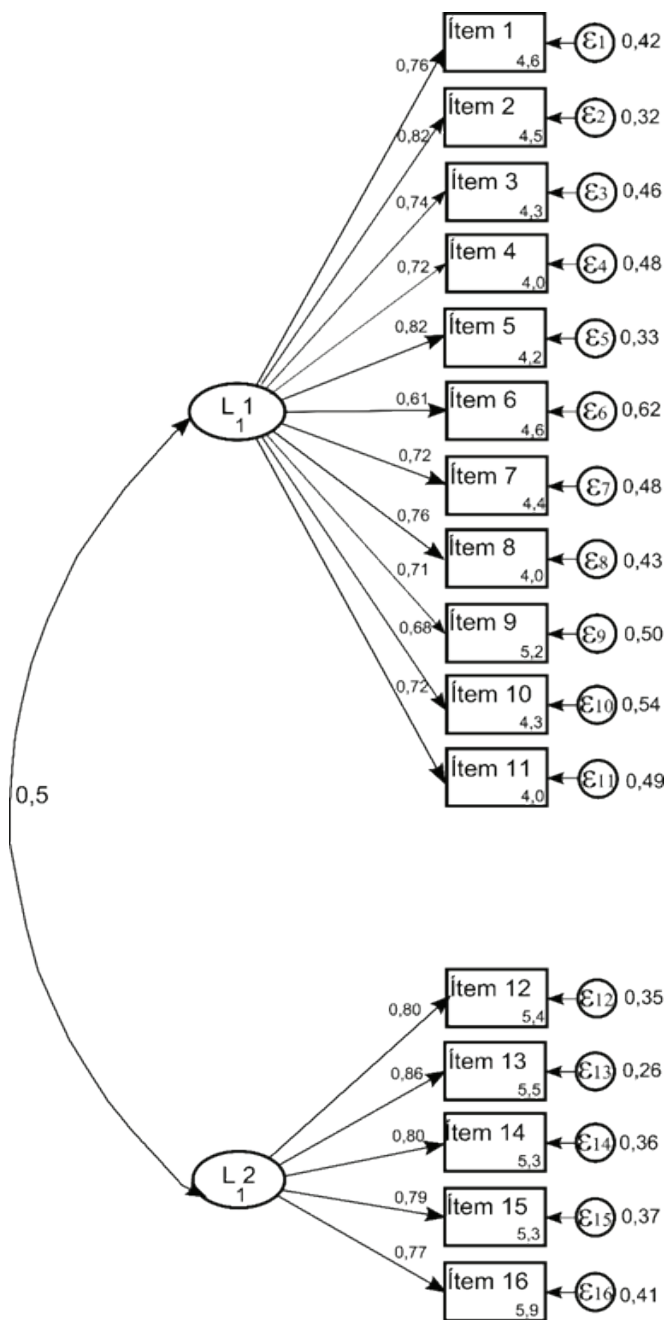 Ítem 1
4,6
ε1
0,42
0,76
Ítem 2
4,5
ε2
0,32
0,82
Ítem 3
4,3
ε3
0,46
0,74
Ítem 4
4,0
ε4
0,48
0,72
Ítem 5
4,2
ε5
0,33
0,82
L 1
1
Ítem 6
4,6
ε6
0,62
0,61
Ítem 7
4,4
ε7
0,48
0,72
Ítem 8
4,0
ε8
0,43
0,76
Ítem 9
5,2
ε9
0,50
0,71
Ítem 10
4,3
ε10
0,54
0,68
Ítem 11
4,0
ε11
0,49
0,72
0,5
Ítem 12
5,4
ε12
0,35
0,80
Ítem 13
5,5
ε13
0,26
0,86
Ítem 14
5,3
ε14
0,36
0,80
L 2
1
Ítem 15
5,3
ε15
0,37
0,79
Ítem 16
5,9
ε16
0,41
0,77